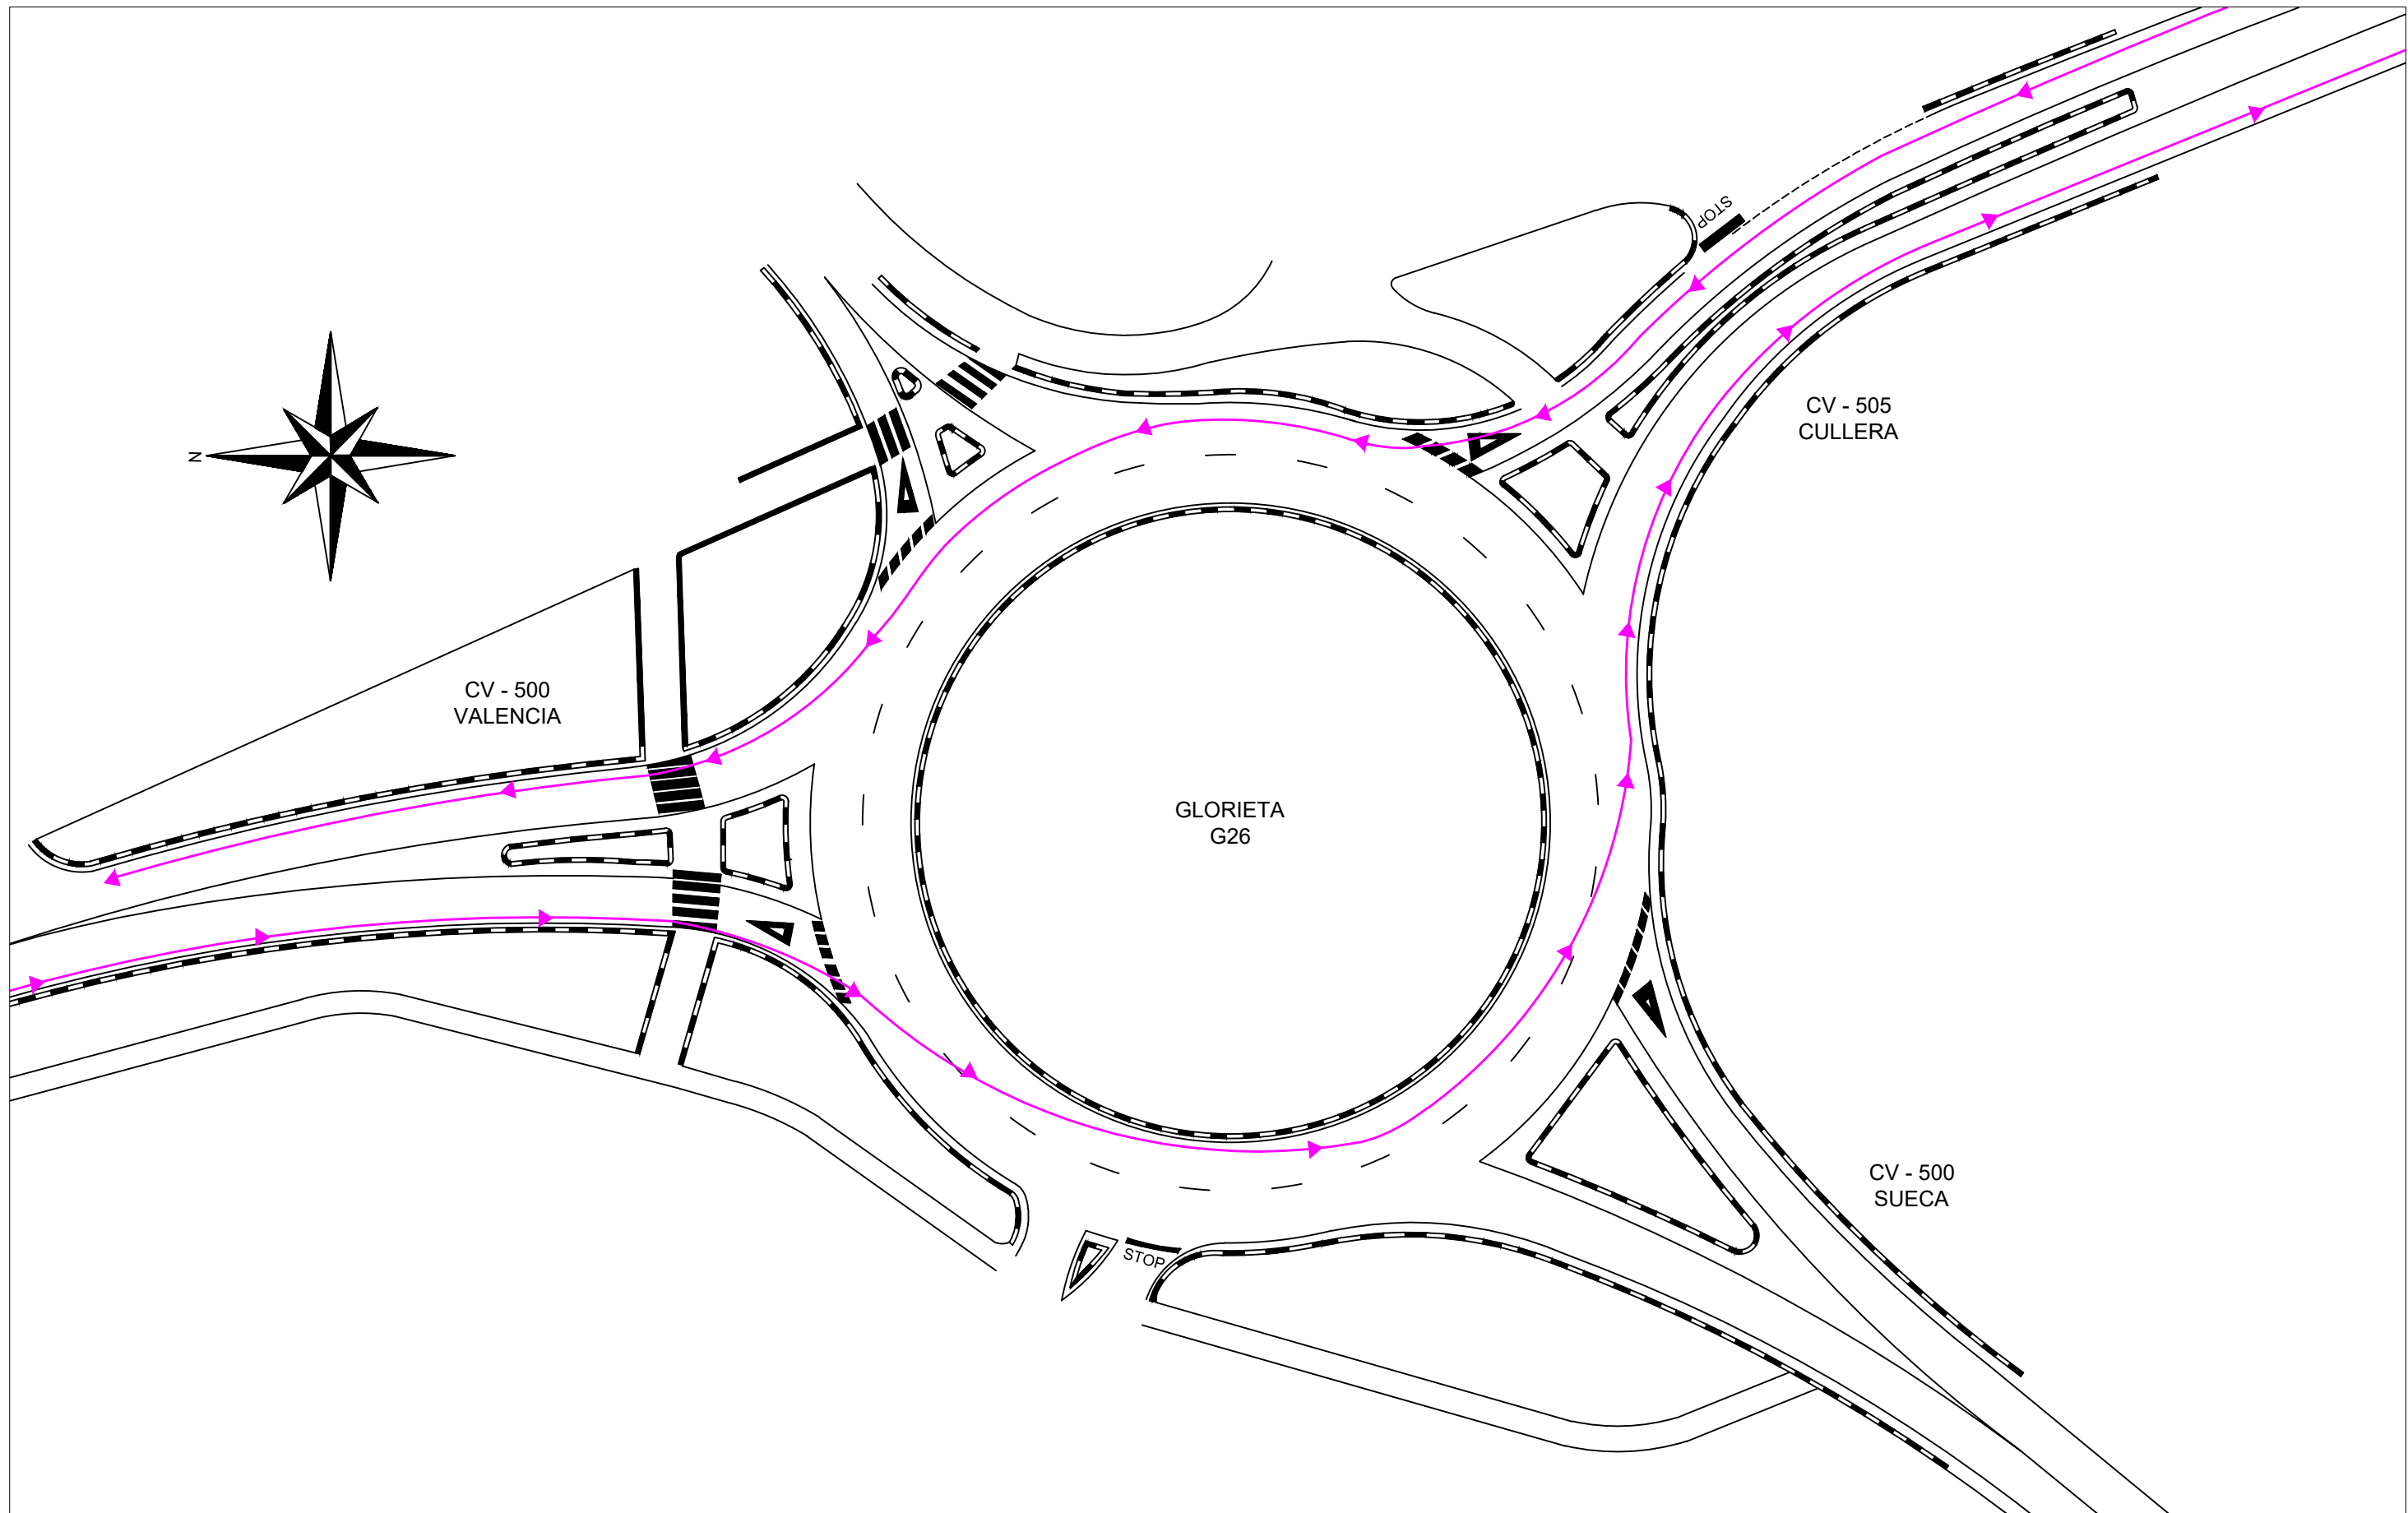 STOP
CV - 505
CULLERA
N
CV - 500
VALENCIA
GLORIETA
G26
CV - 500
SUECA
STOP